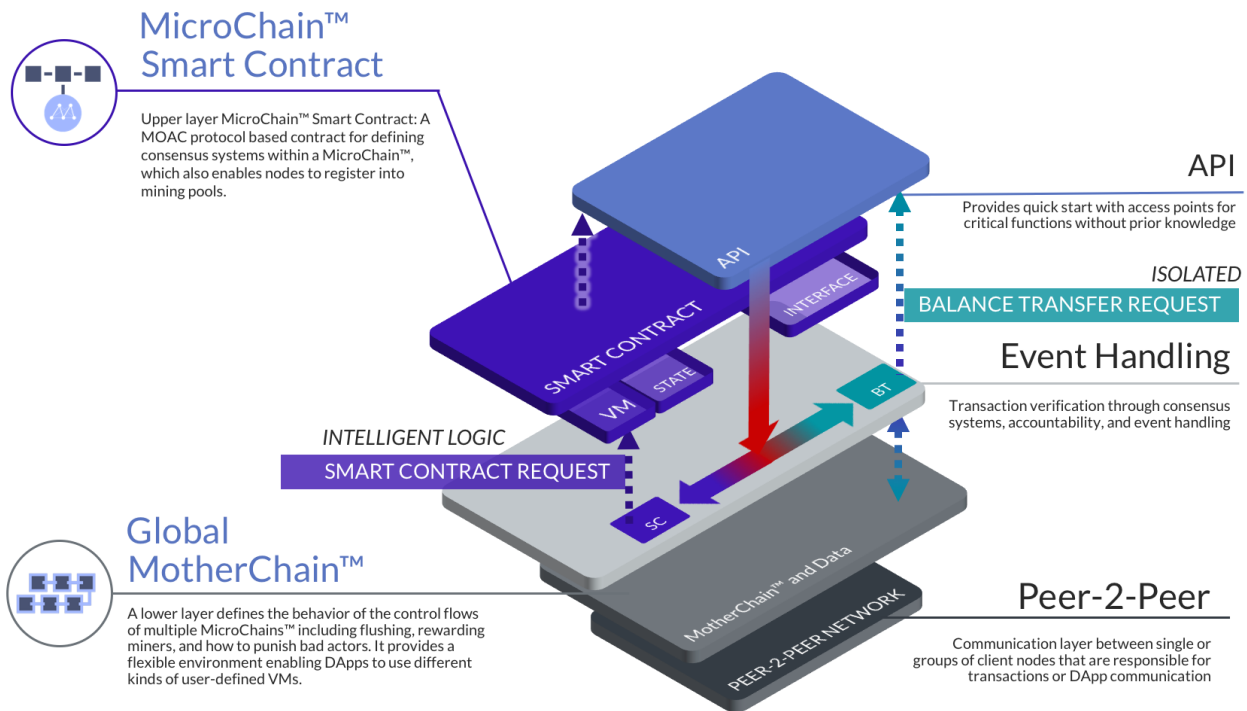 MicroChain™
Smart Contract
Upper layer MicroChain™ Smart Contract: A
MOAC protocol based contract for defining
consensus systems within a MicroChain™,
which also enables nodes to register into
mining pools.
API
Provides quick start with access points for
critical functions without prior knowledge
ISOLATED
BALANCE TRANSFER REQUEST
Event Handling
Transaction verification through consensus
systems, accountability, and event handling
API
INTERFACE
SMART CONTRACT
STATE
VM
BT
INTELLIGENT LOGIC
SMART CONTRACT REQUEST
SC
MotherChain™ and Data
PEER-2-PEER NETWORK
Global
MotherChain™
A lower layer defines the behavior of the control flows
of multiple MicroChains™ including flushing, rewarding
miners, and how to punish bad actors. It provides a
flexible environment enabling DApps to use different
kinds of user-defined VMs.
Peer-2-Peer
Communication layer between single or
groups of client nodes that are responsible for
transactions or DApp communication